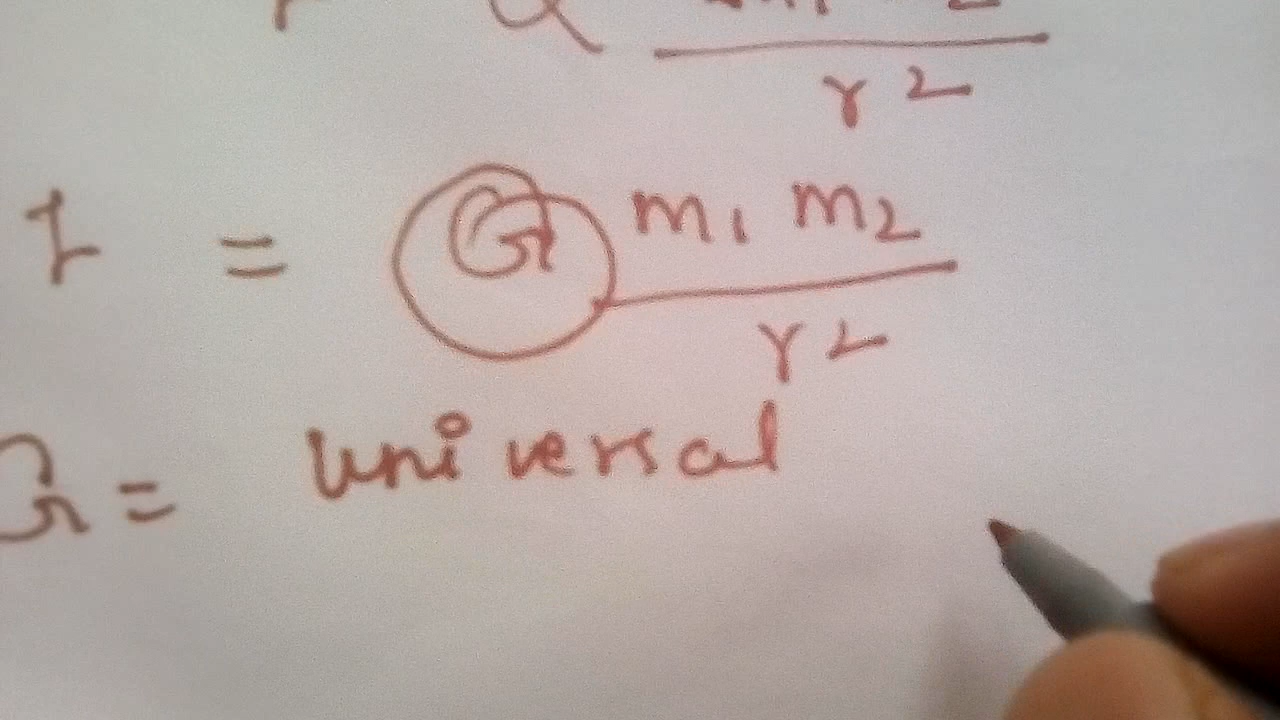 r²
F = G m₁ m₂
r²
G = universal